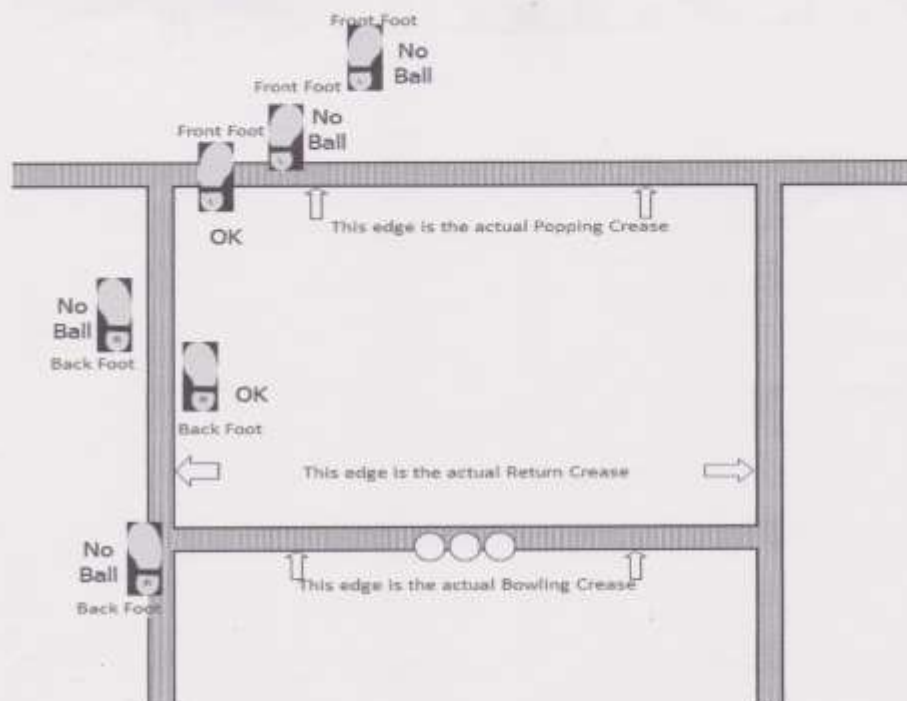 Front Foot
No
Ball
Front Foot
No
Ball
Front Foot
OK
This edge is the actual Popping Crease
No
Ball
Back Foot
OK
Back Foot
This edge is the actual Return Crease
No
Ball
Back Foot
This edge is the actual Bowling Crease